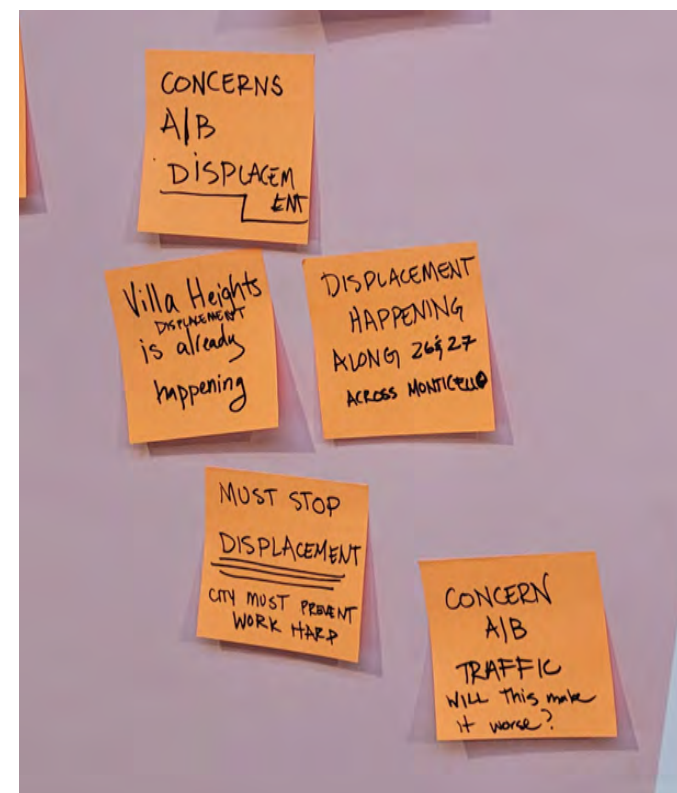 CONCERNS
A/B
DISPLACEM
ENT
Villa Heights
DISPLACEMENT
is already
happening
DISPLACEMENT
HAPPENING
ALONG 26 & 27
ACROSS MONTICELLO
MUST STOP
DISPLACEMENT
CITY MUST PREVENT
WORK HARD
CONCERN
A/B
TRAFFIC
WILL This make
it worse?